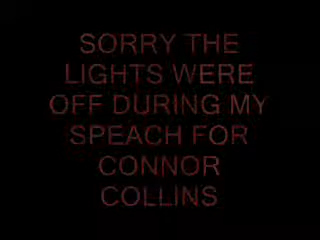 SORRY THE
LIGHTS WERE
OFF DURING MY
SPEACH FOR
CONNOR
COLLINS